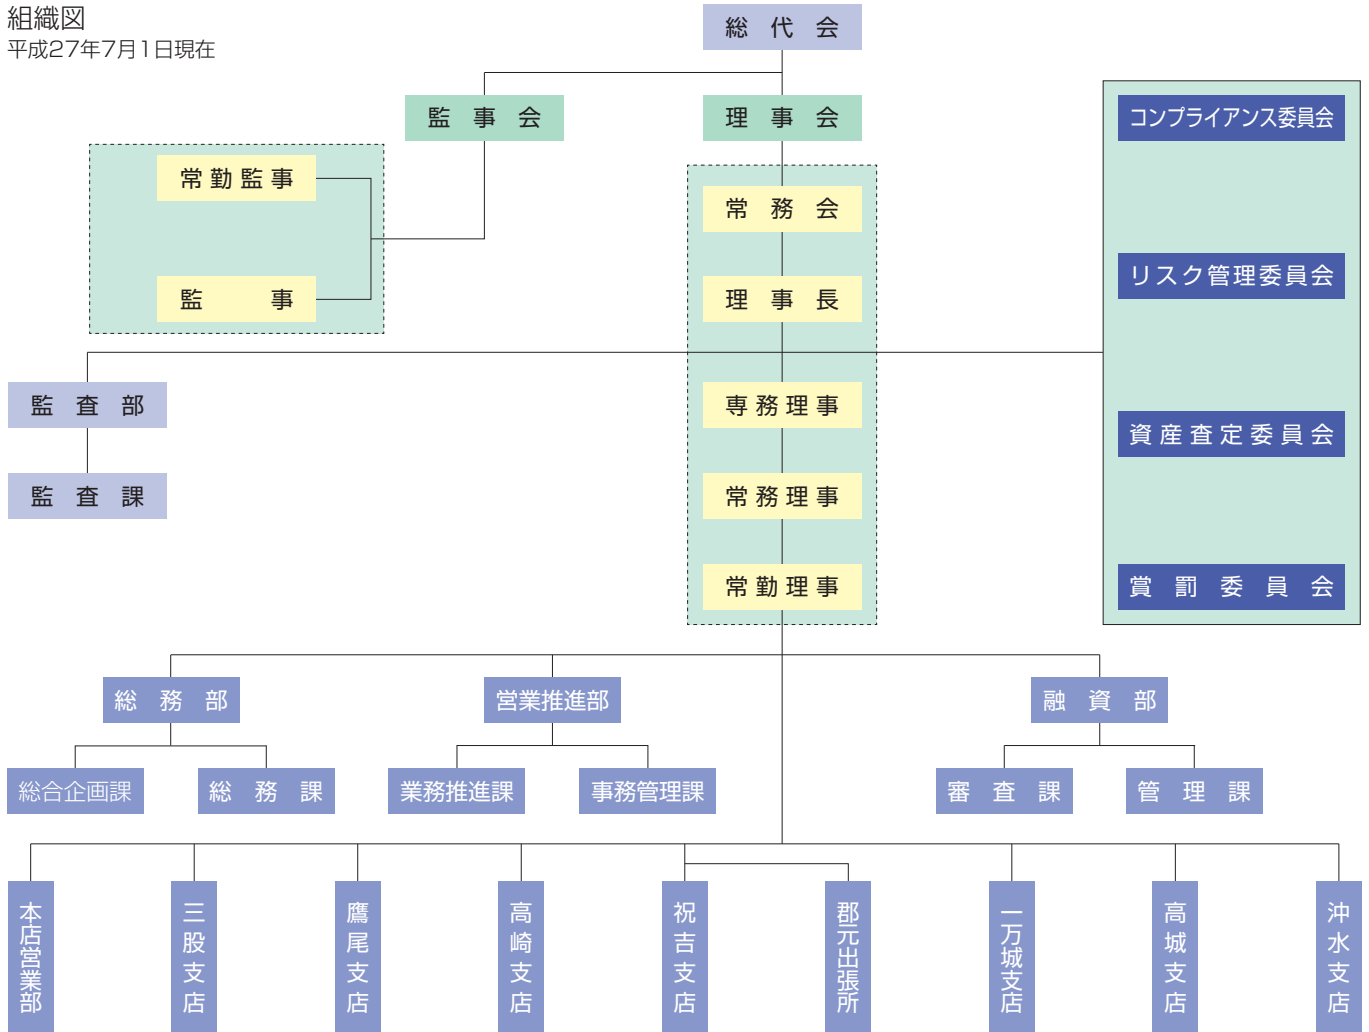 組織図
平成27年7月1日現在
総代会
監事会
理事会
コンプライアンス委員会
常勤監事
常務会
リスク管理委員会
監事
理事長
監査部
専務理事
資産査定委員会
監査課
常務理事
常勤理事
賞罰委員会
総務部
営業推進部
融資部
総合企画課
総務課
業務推進課
事務管理課
審査課
管理課
本店営業部
三股支店
鷹尾支店
高崎支店
祝吉支店
郡元出張所
一万城支店
高城支店
沖水支店